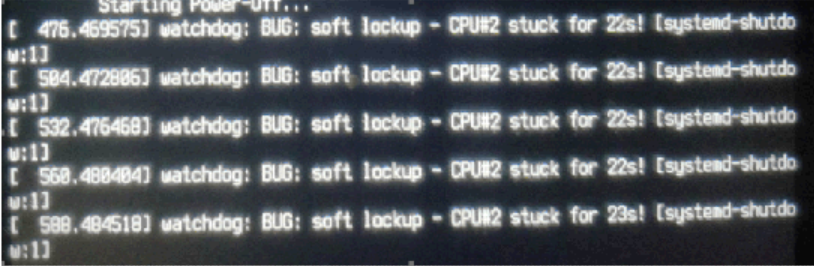 Starting Power-Off...
[  476.469575] watchdog: BUG: soft lockup - CPU#2 stuck for 22s! [systemd-shutdo
w:1]
[  504.472806] watchdog: BUG: soft lockup - CPU#2 stuck for 22s! [systemd-shutdo
w:1]
[  532.476468] watchdog: BUG: soft lockup - CPU#2 stuck for 22s! [systemd-shutdo
w:1]
[  560.480404] watchdog: BUG: soft lockup - CPU#2 stuck for 22s! [systemd-shutdo
w:1]
[  588.484518] watchdog: BUG: soft lockup - CPU#2 stuck for 23s! [systemd-shutdo
w:1]